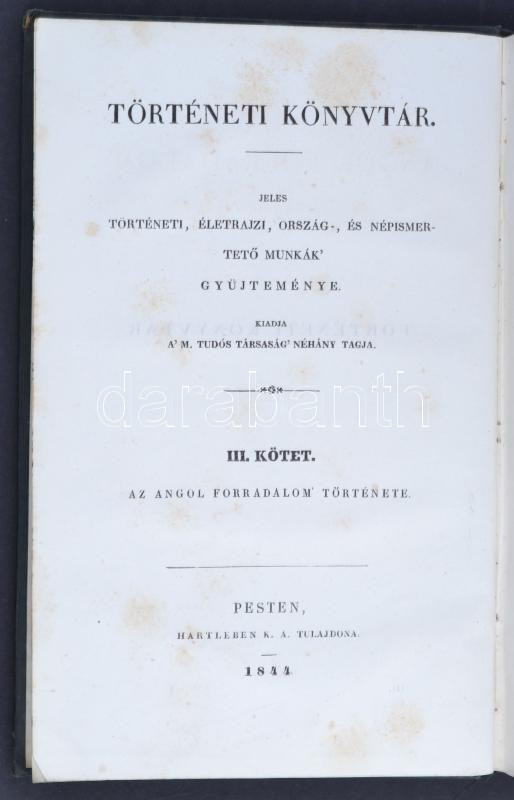 TÖRTÉNETI KÖNYVTÁR.
JELES
TÖRTÉNETI, ÉLETRAJZI, ORSZÁG-, ÉS NÉPISMER-
TETŐ MUNKÁK'
GYÜJTEMÉNYE.
KIADJA
A' M. TUDÓS TÁRSASÁG' NÉHÁNY TAGJA.
darabanth
III. KÖTET.
AZ ANGOL FORRADALOM' TÖRTÉNETE.
PESTEN,
HARTLEBEN K. A. TULAJDONA.
1844